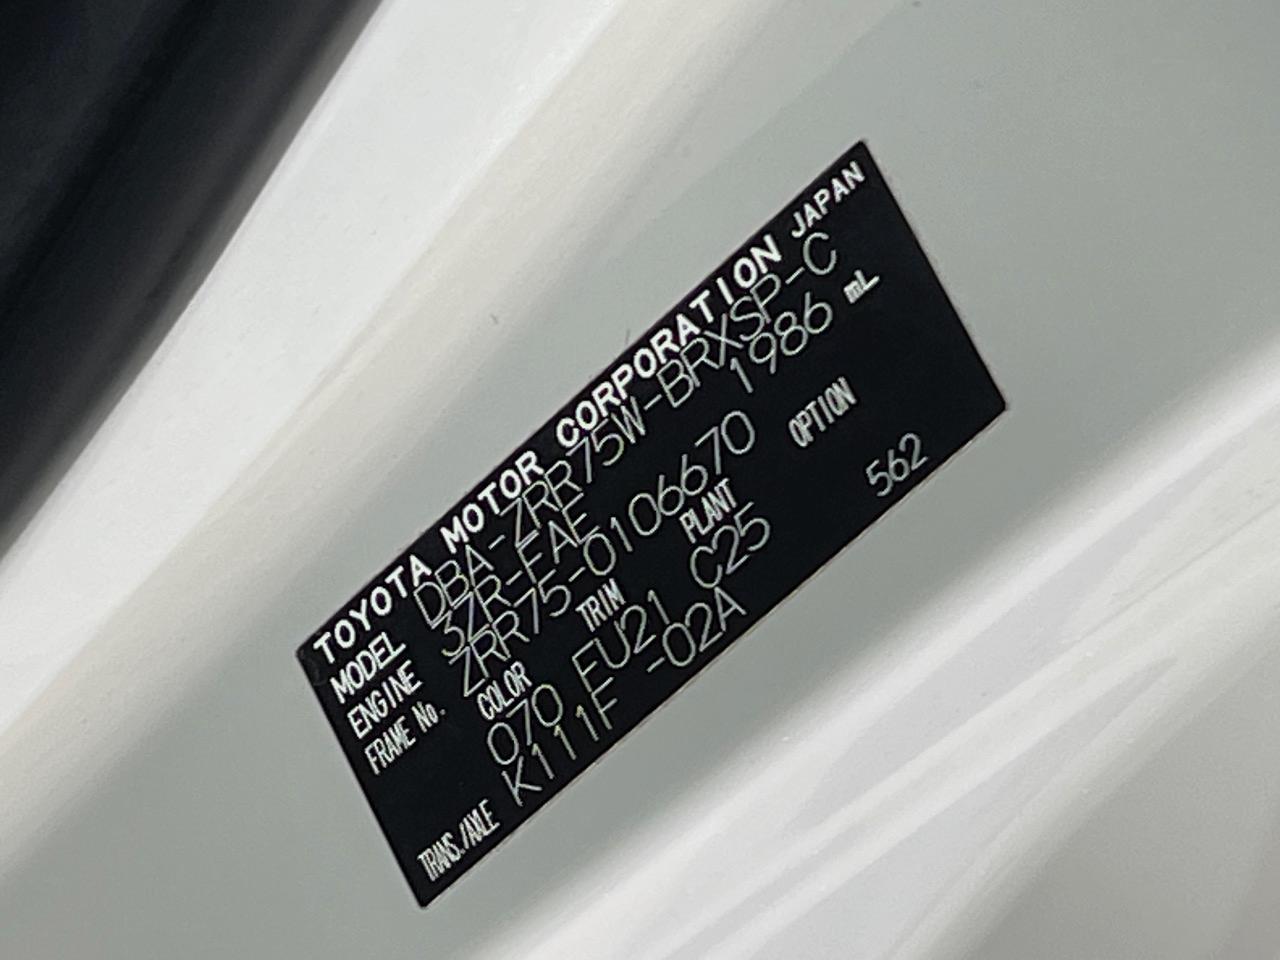 TOYOTA MOTOR CORPORATION JAPAN
MODEL DBA-ZRR75W-BRXSP-C
ENGINE 3ZR-FAE 1986 mL
FRAME No. ZRR75-0106670
COLOR TRIM PLANT OPTION
070 FU21 C25 562
TRANS./AXLE K111F -02A